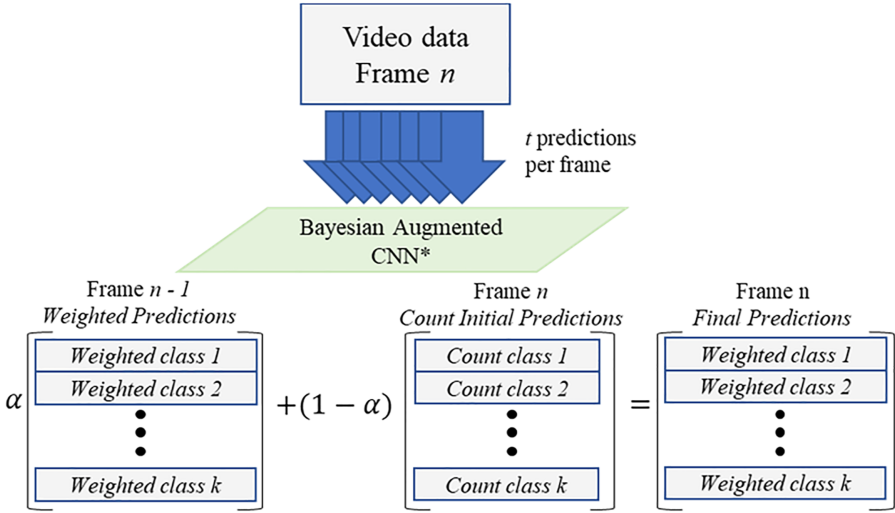 Video data
Frame n
t predictions
per frame
Bayesian Augmented
CNN*
Frame n - 1
Weighted Predictions
Frame n
Count Initial Predictions
Frame n
Final Predictions
α
Weighted class 1
Weighted class 2
Weighted class k
+(1 − α)
Count class 1
Count class 2
Count class k
=
Weighted class 1
Weighted class 2
Weighted class k